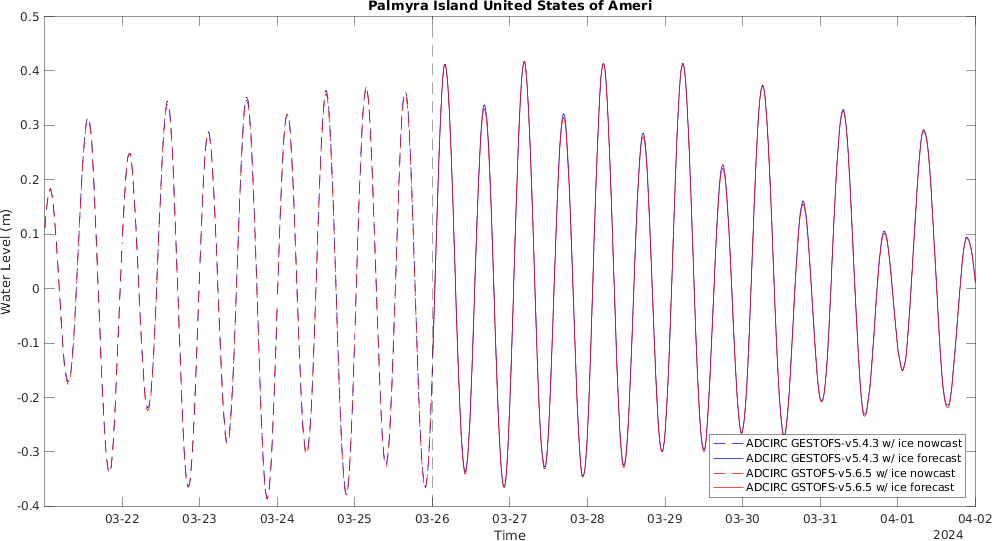 Palmyra Island United States of Ameri
0.5
0.4
0.3
0.2
0.1
0
-0.1
-0.2
-0.3
-0.4
Water Level (m)
03-22 03-23 03-24 03-25 03-26 03-27 03-28 03-29 03-30 03-31 04-01 04-02
Time
2024
ADCIRC GESTOFS-v5.4.3 w/ ice nowcast
ADCIRC GESTOFS-v5.4.3 w/ ice forecast
ADCIRC GSTOFS-v5.6.5 w/ ice nowcast
ADCIRC GSTOFS-v5.6.5 w/ ice forecast